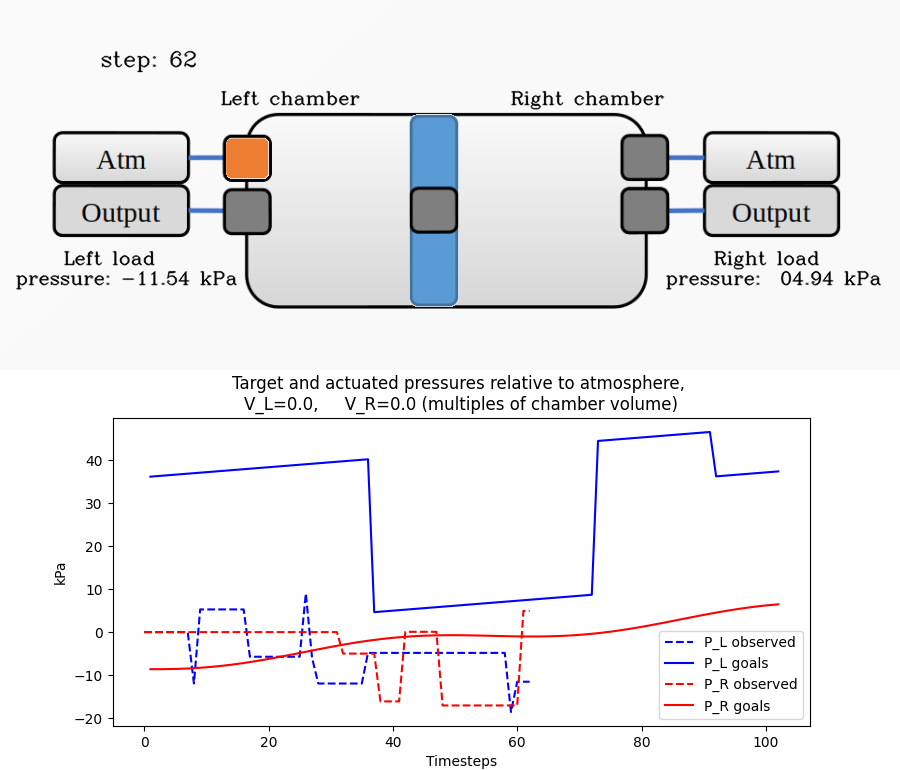 step: 62
Left chamber
Right chamber
Atm
Atm
Output
Output
Left load
pressure: −11.54 kPa
Right load
pressure: 04.94 kPa
Target and actuated pressures relative to atmosphere,
V_L=0.0, V_R=0.0 (multiples of chamber volume)
40
30
20
10
0
−10
−20
kPa
P_L observed
P_L goals
P_R observed
P_R goals
0 20 40 60 80 100
Timesteps